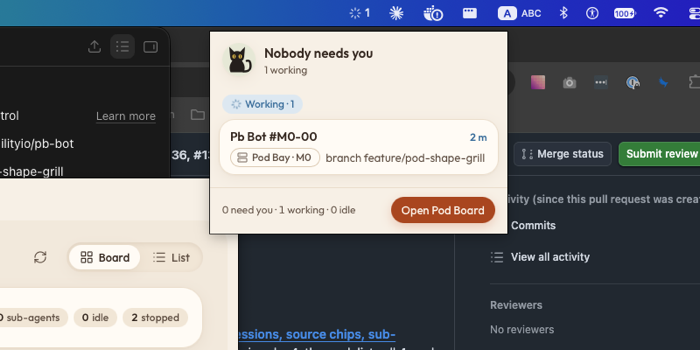 1
A ABC
100
Nobody needs you
1 working
Working · 1
Pb Bot #M0-00
2 m
Pod Bay · M0
branch feature/pod-shape-grill
0 need you · 1 working · 0 idle
Open Pod Board
trol
Learn more
ilityio/pb-bot
-shape-grill
Board
List
0 sub-agents
0 idle
2 stopped
36, #1
Merge status
Submit review
ivity (since this pull request was crea
Commits
View all activity
Reviewers
No reviewers
essions, source chips, sub-